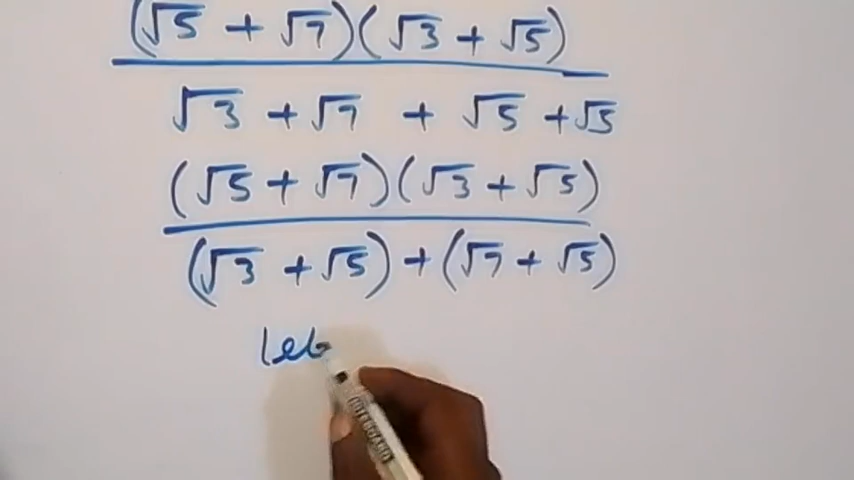 (√5 + √7)(√3 + √5)
√3 + √7 + √5 + √5
(√5 + √7)(√3 + √5)
(√3 + √5) + (√7 + √5)
let